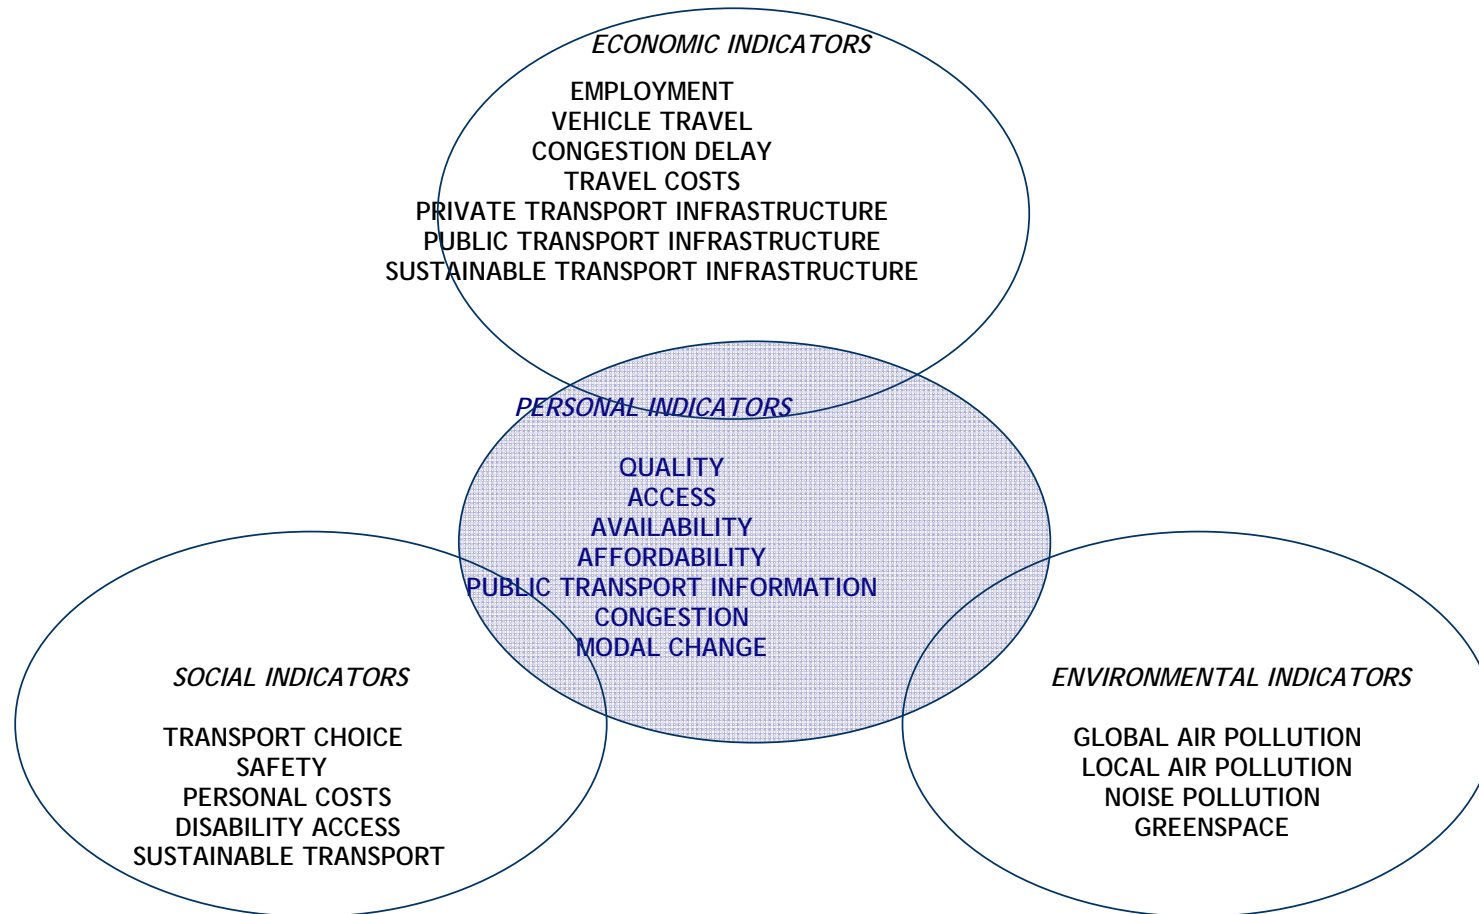 ECONOMIC INDICATORS
EMPLOYMENT
VEHICLE TRAVEL
CONGESTION DELAY
TRAVEL COSTS
PRIVATE TRANSPORT INFRASTRUCTURE
PUBLIC TRANSPORT INFRASTRUCTURE
SUSTAINABLE TRANSPORT INFRASTRUCTURE
PERSONAL INDICATORS
QUALITY
ACCESS
AVAILABILITY
AFFORDABILITY
PUBLIC TRANSPORT INFORMATION
CONGESTION
MODAL CHANGE
SOCIAL INDICATORS
TRANSPORT CHOICE
SAFETY
PERSONAL COSTS
DISABILITY ACCESS
SUSTAINABLE TRANSPORT
ENVIRONMENTAL INDICATORS
GLOBAL AIR POLLUTION
LOCAL AIR POLLUTION
NOISE POLLUTION
GREENSPACE